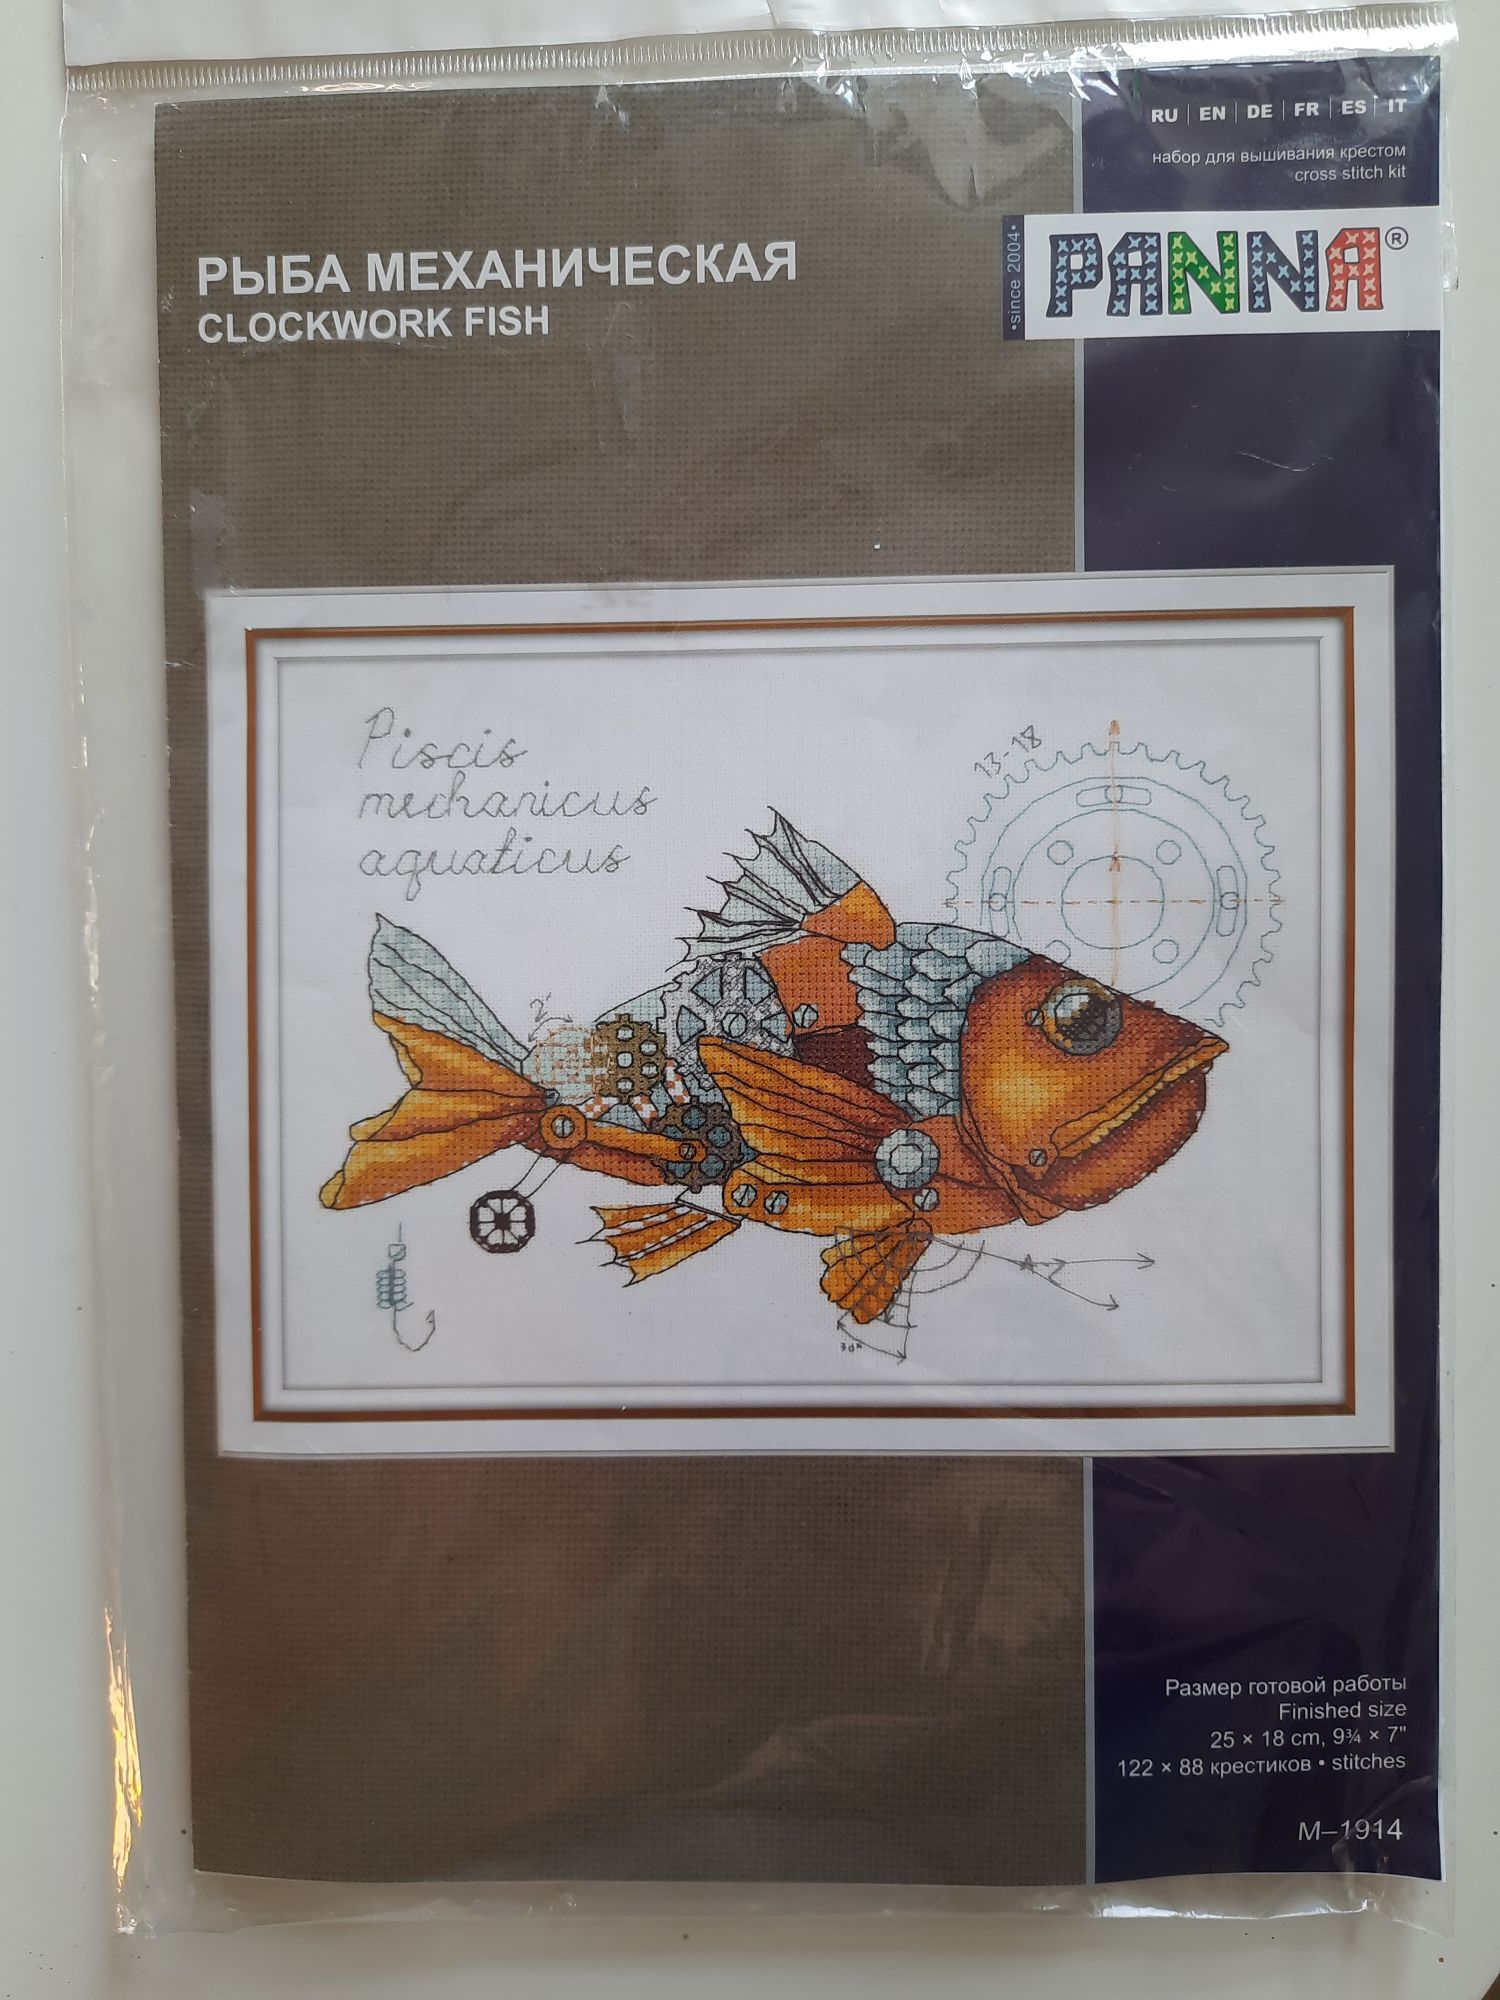 RU | EN | DE | FR | ES | IT
набор для вышивания крестом
cross stitch kit
•since 2004•
PANNA®
РЫБА МЕХАНИЧЕСКАЯ
CLOCKWORK FISH
Piscis
mechanicus
aquaticus
13-18
Размер готовой работы
Finished size
25 × 18 cm, 9¾ × 7"
122 × 88 крестиков • stitches
M–1914